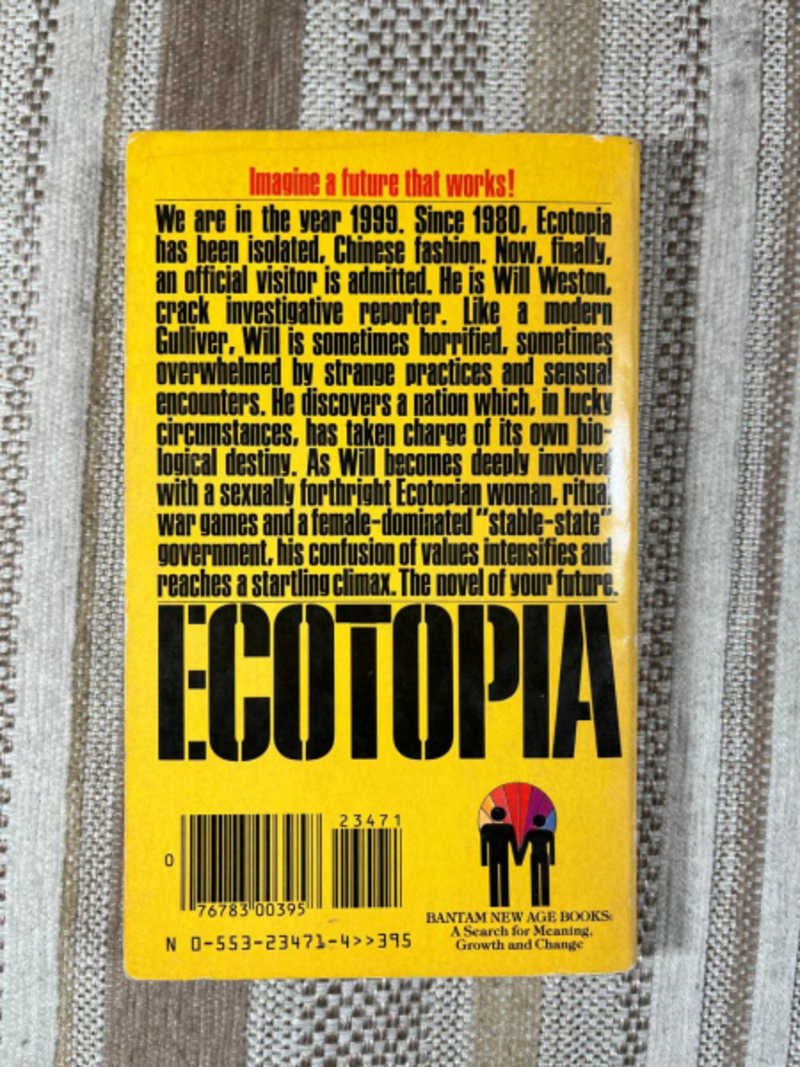 Imagine a future that works!
We are in the year 1999. Since 1980, Ecotopia
has been isolated, Chinese fashion. Now, finally,
an official visitor is admitted. He is Will Weston,
crack investigative reporter. Like a modern
Gulliver, Will is sometimes horrified, sometimes
overwhelmed by strange practices and sensual
encounters. He discovers a nation which, in lucky
circumstances, has taken charge of its own bio-
logical destiny. As Will becomes deeply involved
with a sexually forthright Ecotopian woman, ritual
war games and a female-dominated "stable-state"
government, his confusion of values intensifies and
reaches a startling climax. The novel of your future.
ECOTOPIA
23471
0
76783 00395
N 0-553-23471-4>>395
BANTAM NEW AGE BOOKS:
A Search for Meaning,
Growth and Change